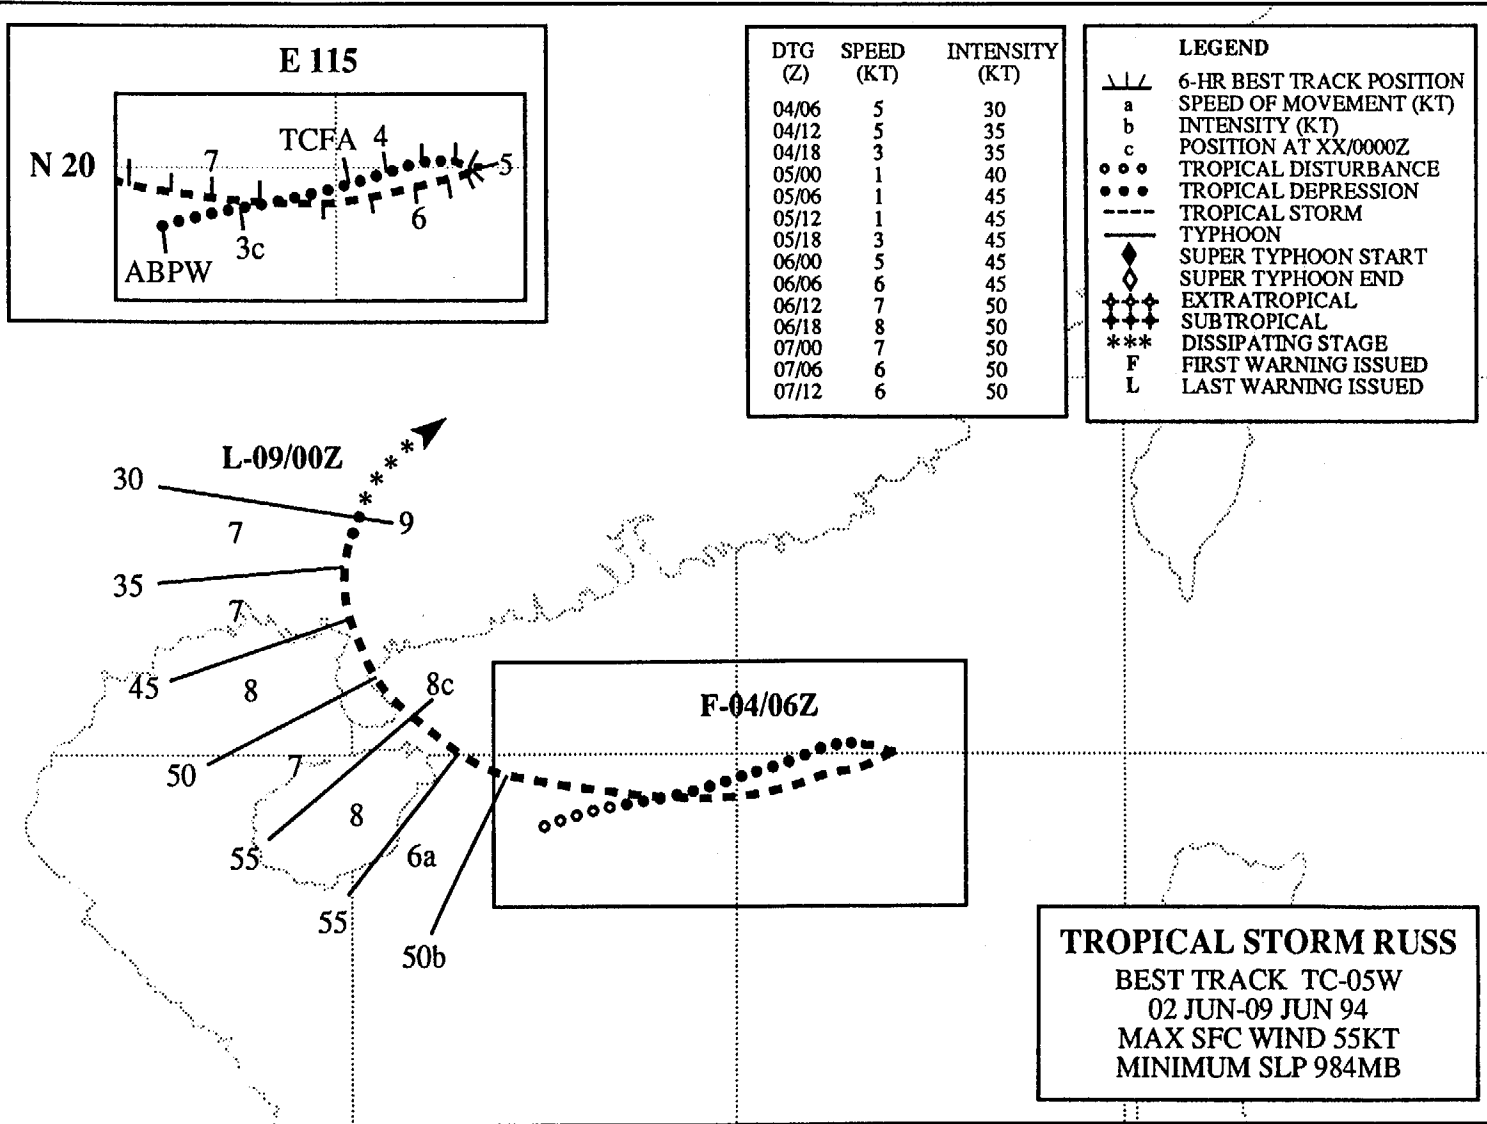 E 115
N 20
7
TCFA
4
5
3c
6
ABPW
DTG SPEED INTENSITY
(Z) (KT) (KT)
04/06 5 30
04/12 5 35
04/18 3 35
05/00 1 40
05/06 1 45
05/12 1 45
05/18 3 45
06/00 5 45
06/06 6 45
06/12 7 50
06/18 8 50
07/00 7 50
07/06 6 50
07/12 6 50
LEGEND
6-HR BEST TRACK POSITION
a SPEED OF MOVEMENT (KT)
b INTENSITY (KT)
c POSITION AT XX/0000Z
TROPICAL DISTURBANCE
TROPICAL DEPRESSION
TROPICAL STORM
TYPHOON
SUPER TYPHOON START
SUPER TYPHOON END
EXTRATROPICAL
SUBTROPICAL
*** DISSIPATING STAGE
F FIRST WARNING ISSUED
L LAST WARNING ISSUED
L-09/00Z
30
9
7
35
7
45
8
8c
50
7
F-04/06Z
8
55
6a
55
50b
TROPICAL STORM RUSS
BEST TRACK TC-05W
02 JUN-09 JUN 94
MAX SFC WIND 55KT
MINIMUM SLP 984MB